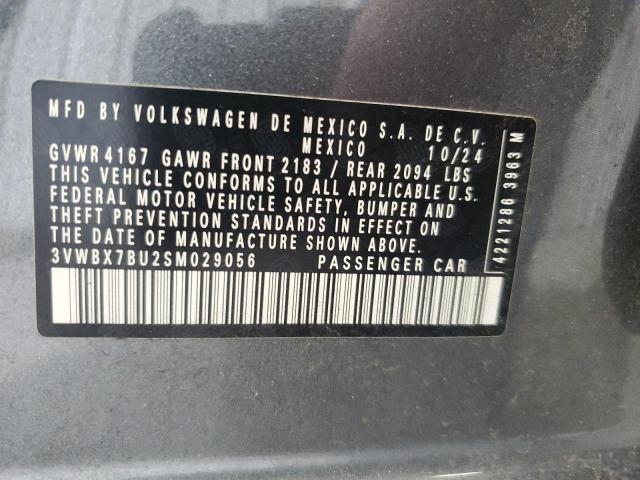 MFD BY VOLKSWAGEN DE MEXICO S.A. DE C.V.
MEXICO 10/24
GVWR 4167 GAWR FRONT 2183 / REAR 2094 LBS
THIS VEHICLE CONFORMS TO ALL APPLICABLE U.S.
FEDERAL MOTOR VEHICLE SAFETY, BUMPER AND
THEFT PREVENTION STANDARDS IN EFFECT ON
THE DATE OF MANUFACTURE SHOWN ABOVE.
3VWBX7BU2SM029056 PASSENGER CAR
4221286 3963 M